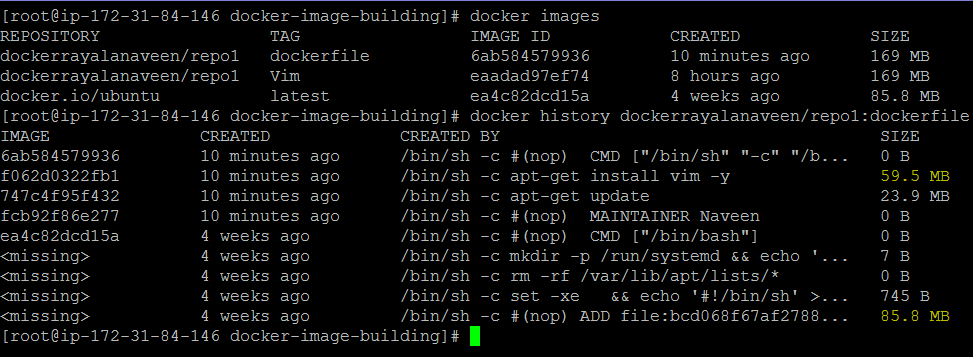 [root@ip-172-31-84-146 docker-image-building]# docker images
REPOSITORY TAG IMAGE ID CREATED SIZE
dockerrayalanaveen/repo1 dockerfile 6ab584579936 10 minutes ago 169 MB
dockerrayalanaveen/repo1 Vim eaadad97ef74 8 hours ago 169 MB
docker.io/ubuntu latest ea4c82dcd15a 4 weeks ago 85.8 MB
[root@ip-172-31-84-146 docker-image-building]# docker history dockerrayalanaveen/repo1:dockerfile
IMAGE CREATED CREATED BY SIZE
6ab584579936 10 minutes ago /bin/sh -c #(nop) CMD ["/bin/sh" "-c" "/b... 0 B
f062d0322fb1 10 minutes ago /bin/sh -c apt-get install vim -y 59.5 MB
747c4f95f432 10 minutes ago /bin/sh -c apt-get update 23.9 MB
fcb92f86e277 10 minutes ago /bin/sh -c #(nop) MAINTAINER Naveen 0 B
ea4c82dcd15a 4 weeks ago /bin/sh -c #(nop) CMD ["/bin/bash"] 0 B
<missing> 4 weeks ago /bin/sh -c mkdir -p /run/systemd && echo '... 7 B
<missing> 4 weeks ago /bin/sh -c rm -rf /var/lib/apt/lists/* 0 B
<missing> 4 weeks ago /bin/sh -c set -xe && echo '#!/bin/sh' >... 745 B
<missing> 4 weeks ago /bin/sh -c #(nop) ADD file:bcd068f67af2788... 85.8 MB
[root@ip-172-31-84-146 docker-image-building]#